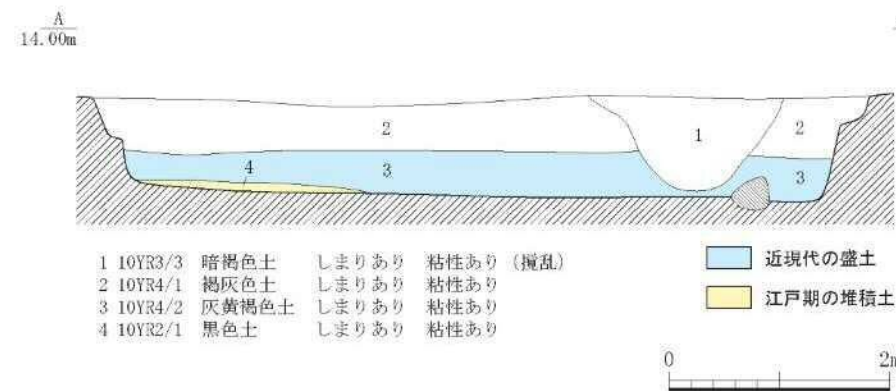 A
14.00m
2
1
2
4
3
3
1 10YR3/3 暗褐色土 しまりあり 粘性あり (攪乱)
2 10YR4/1 褐灰色土 しまりあり 粘性あり
3 10YR4/2 灰黄褐色土 しまりあり 粘性あり
4 10YR2/1 黒色土 しまりあり 粘性あり
近現代の盛土
江戸期の堆積土
0 2m